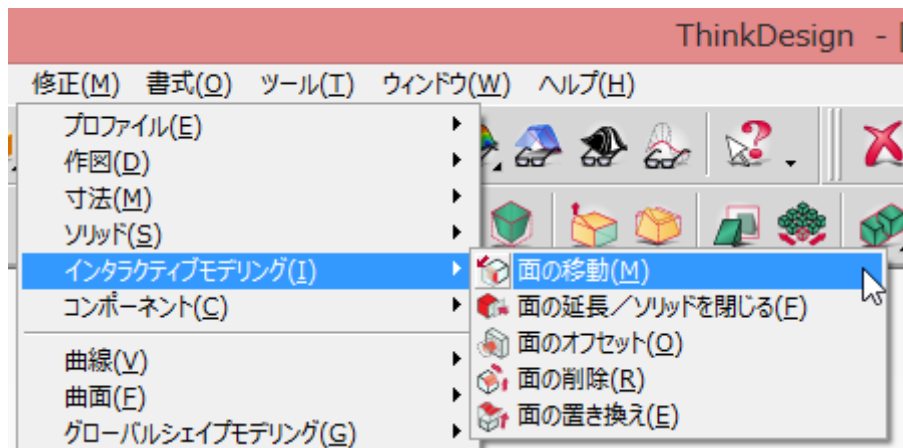 ThinkDesign -
修正(M) 書式(O) ツール(T) ウィンドウ(W) ヘルプ(H)
プロファイル(E)
作図(D)
寸法(M)
ソリッド(S)
インタラクティブモデリング(I)
面の移動(M)
面の延長／ソリッドを閉じる(F)
面のオフセット(O)
面の削除(R)
面の置き換え(E)
コンポーネント(C)
曲線(V)
曲面(F)
グローバルシェイプモデリング(G)